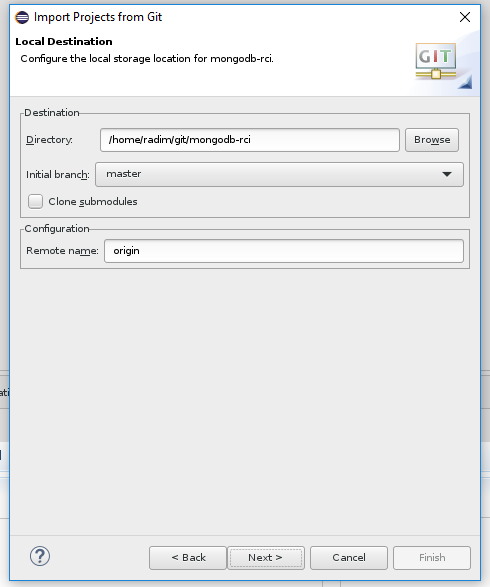 Import Projects from Git
Local Destination
Configure the local storage location for mongodb-rci.
GIT
Destination
Directory: /home/radim/git/mongodb-rci Browse
Initial branch: master
Clone submodules
Configuration
Remote name: origin
? < Back Next > Cancel Finish